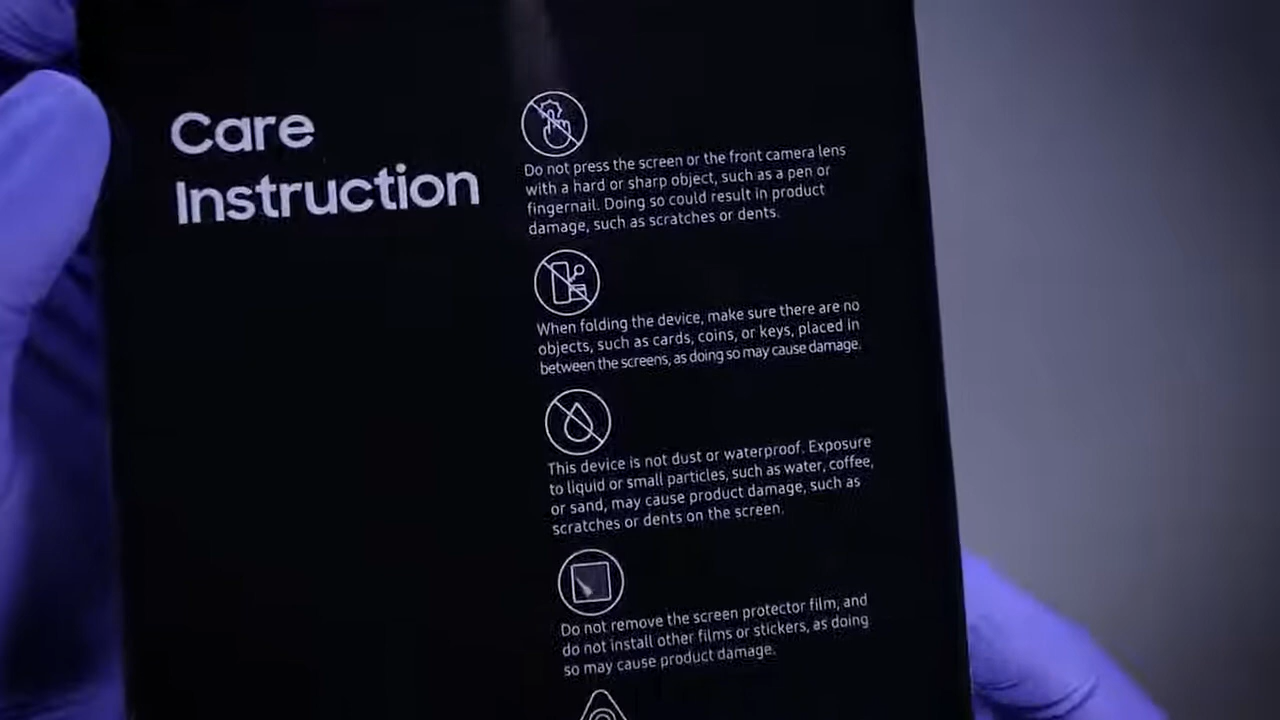 Care
Instruction
Do not press the screen or the front camera lens
with a hard or sharp object, such as a pen or
fingernail. Doing so could result in product
damage, such as scratches or dents.
When folding the device, make sure there are no
objects, such as cards, coins, or keys, placed in
between the screens, as doing so may cause damage.
This device is not dust or waterproof. Exposure
to liquid or small particles, such as water, coffee,
or sand, may cause product damage, such as
scratches or dents on the screen.
Do not remove the screen protector film, and
do not install other films or stickers, as doing
so may cause product damage.